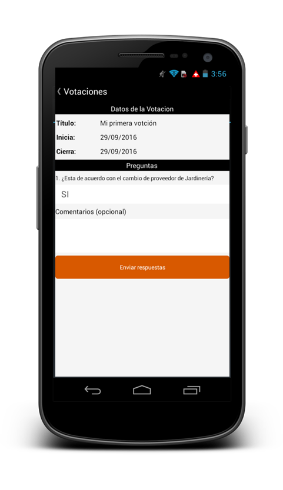 3:56
Votaciones
Datos de la Votacion
Título: Mi primera votción
Inicia: 29/09/2016
Cierra: 29/09/2016
Preguntas
1. ¿Esta de acuerdo con el cambio de proveedor de Jardineria?
SI
Comentarios (opcional)
Enviar respuestas